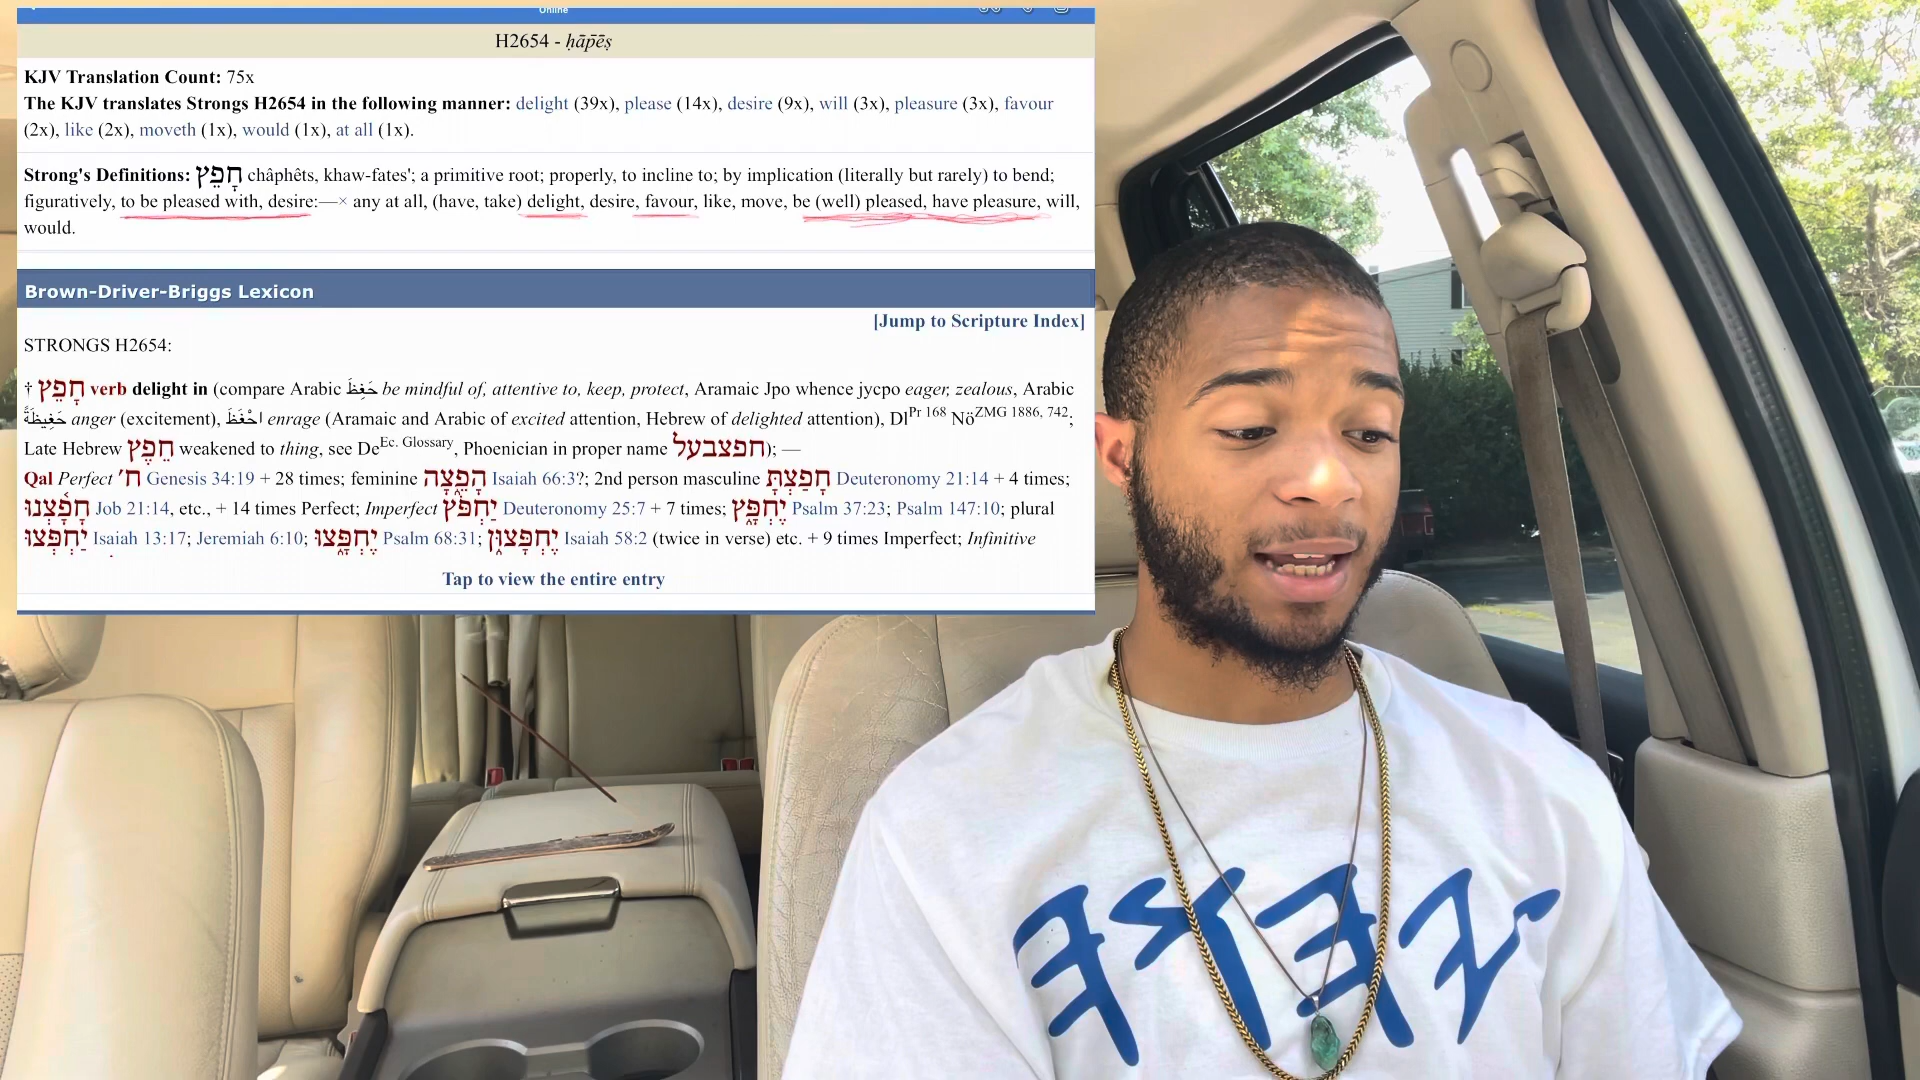 Online
H2654 - ḥāp̄ēṣ
KJV Translation Count: 75x
The KJV translates Strongs H2654 in the following manner: delight (39x), please (14x), desire (9x), will (3x), pleasure (3x), favour
(2x), like (2x), moveth (1x), would (1x), at all (1x).
Strong's Definitions: חָפֵץ châphêts, khaw-fates'; a primitive root; properly, to incline to; by implication (literally but rarely) to bend;
figuratively, to be pleased with, desire:—× any at all, (have, take) delight, desire, favour, like, move, be (well) pleased, have pleasure, will,
would.
Brown-Driver-Briggs Lexicon
[Jump to Scripture Index]
STRONGS H2654:
† חָפֵץ verb delight in (compare Arabic حَفِظَ be mindful of, attentive to, keep, protect, Aramaic Jpo whence jycpo eager, zealous, Arabic
حَفِيظَةً anger (excitement), احْفَظَ enrage (Aramaic and Arabic of excited attention, Hebrew of delighted attention), Dl Pr 168 Nö ZMG 1886, 742;
Late Hebrew חֵפֶץ weakened to thing, see De Ec. Glossary, Phoenician in proper name חפצבעל); —
Qal Perfect ח׳ Genesis 34:19 + 28 times; feminine חָפֵצָה Isaiah 66:3?; 2nd person masculine חָפַצְתָּ Deuteronomy 21:14 + 4 times;
חָפָ֑צְנוּ Job 21:14, etc., + 14 times Perfect; Imperfect יַחְפֹּץ Deuteronomy 25:7 + 7 times; יֶחְפָּ֑ץ Psalm 37:23; Psalm 147:10; plural
יַחְפְּצוּ Isaiah 13:17; Jeremiah 6:10; יֶחְפָּ֑צוּ Psalm 68:31; יֶחְפָּצ֑וּן Isaiah 58:2 (twice in verse) etc. + 9 times Imperfect; Infinitive
Tap to view the entire entry
𐤉𐤄𐤅𐤄